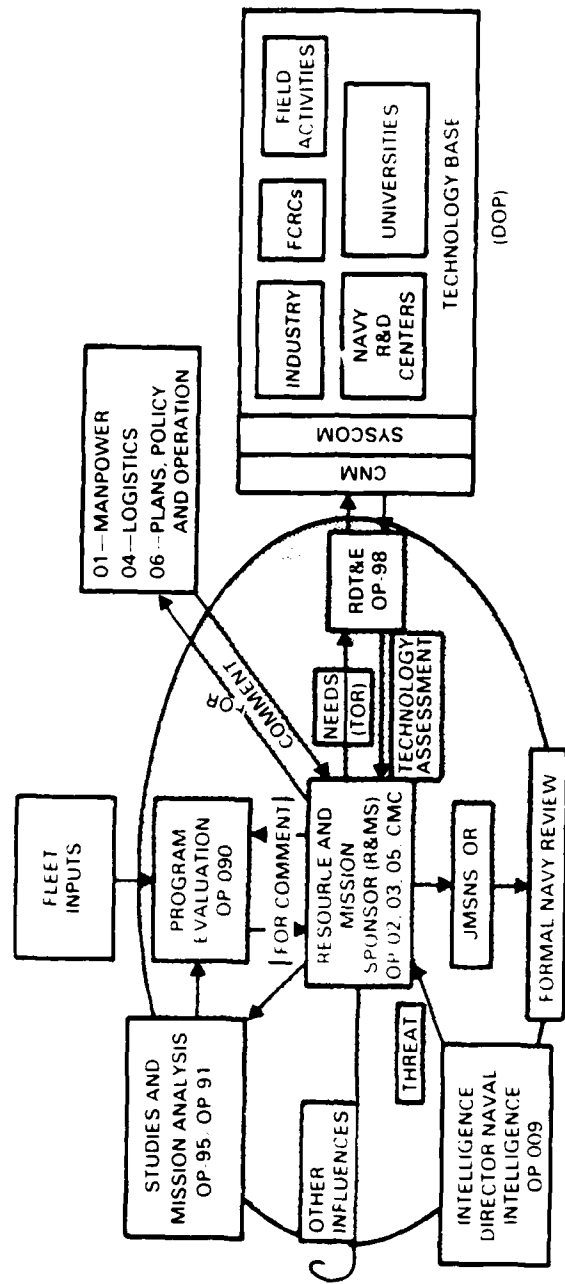 FLEET
INPUTS
STUDIES AND
MISSION ANALYSIS
OP-95, OP 91
PROGRAM
EVALUATION
OP 090
01—MANPOWER
04—LOGISTICS
06—PLANS, POLICY
AND OPERATION
TOR
COMMENT
[FOR COMMENT]
OTHER
INFLUENCES
RESOURCE AND
MISSION
SPONSOR (R&MS)
OP 02, 03, 05, CMC
NEEDS
(TOR)
TECHNOLOGY
ASSESSMENT
RDT&E
OP-98
CNM
SYSCOM
INDUSTRY
FCRCs
FIELD
ACTIVITIES
NAVY
R&D
CENTERS
UNIVERSITIES
TECHNOLOGY BASE
(DOP)
THREAT
INTELLIGENCE
DIRECTOR NAVAL
INTELLIGENCE
OP 009
JMSNS OR
FORMAL NAVY REVIEW